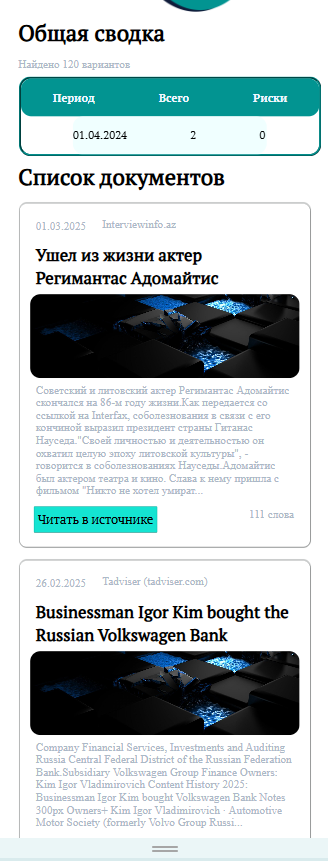 Общая сводка
Найдено 120 вариантов
Период Всего Риски
01.04.2024 2 0
Список документов
01.03.2025 Interviewinfo.az
Ушел из жизни актер
Регимантас Адомайтис
Советский и литовский актер Регимантас Адомайтис
скончался на 86-м году жизни.Как передается со
ссылкой на Interfax, соболезнования в связи с его
кончиной выразил президент страны Гитанас
Науседа."Своей личностью и деятельностью он
охватил целую эпоху литовской культуры", -
говорится в соболезнованиях Науседы.Адомайтис
был актером театра и кино. Слава к нему пришла с
фильмом "Никто не хотел умират...
Читать в источнике
111 слова
26.02.2025 Tadviser (tadviser.com)
Businessman Igor Kim bought the
Russian Volkswagen Bank
Company Financial Services, Investments and Auditing
Russia Central Federal District of the Russian Federation
Bank.Subsidiary Volkswagen Group Finance Owners:
Kim Igor Vladimirovich Content History 2025:
Businessman Igor Kim bought Volkswagen Bank Notes
300px Owners+ Kim Igor Vladimirovich · Automotive
Motor Society (formerly Volvo Group Russi...